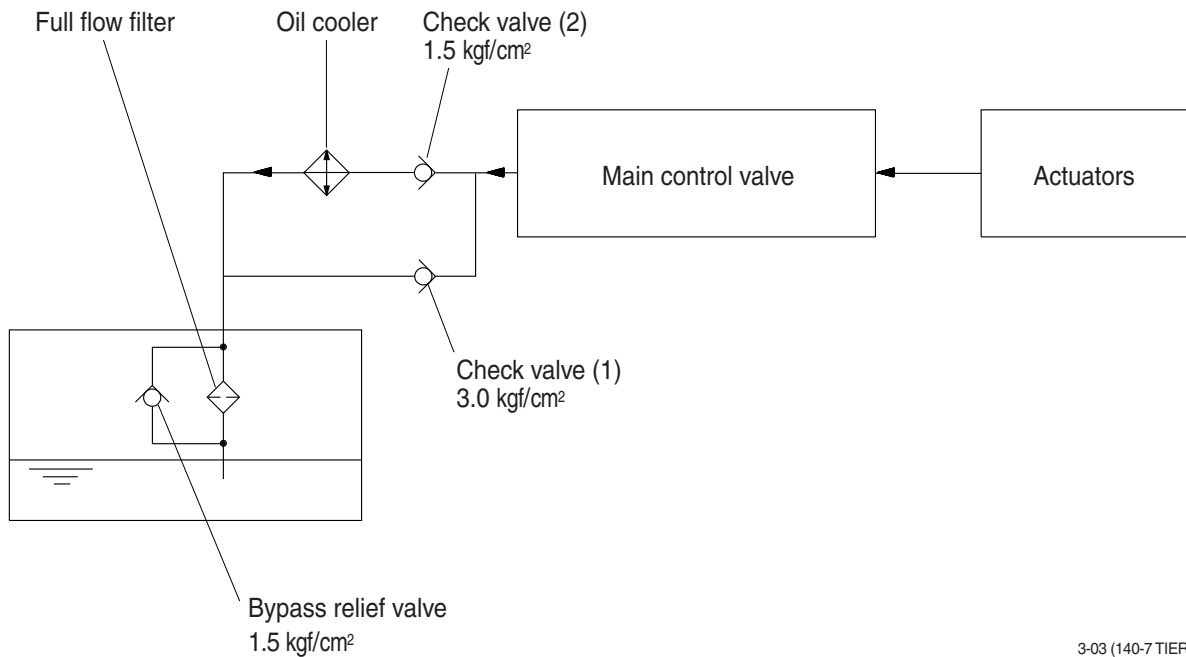 Full flow filter
Oil cooler
Check valve (2)
1.5 kgf/cm²
Main control valve
Actuators
Check valve (1)
3.0 kgf/cm²
Bypass relief valve
1.5 kgf/cm²
3-03 (140-7 TIER